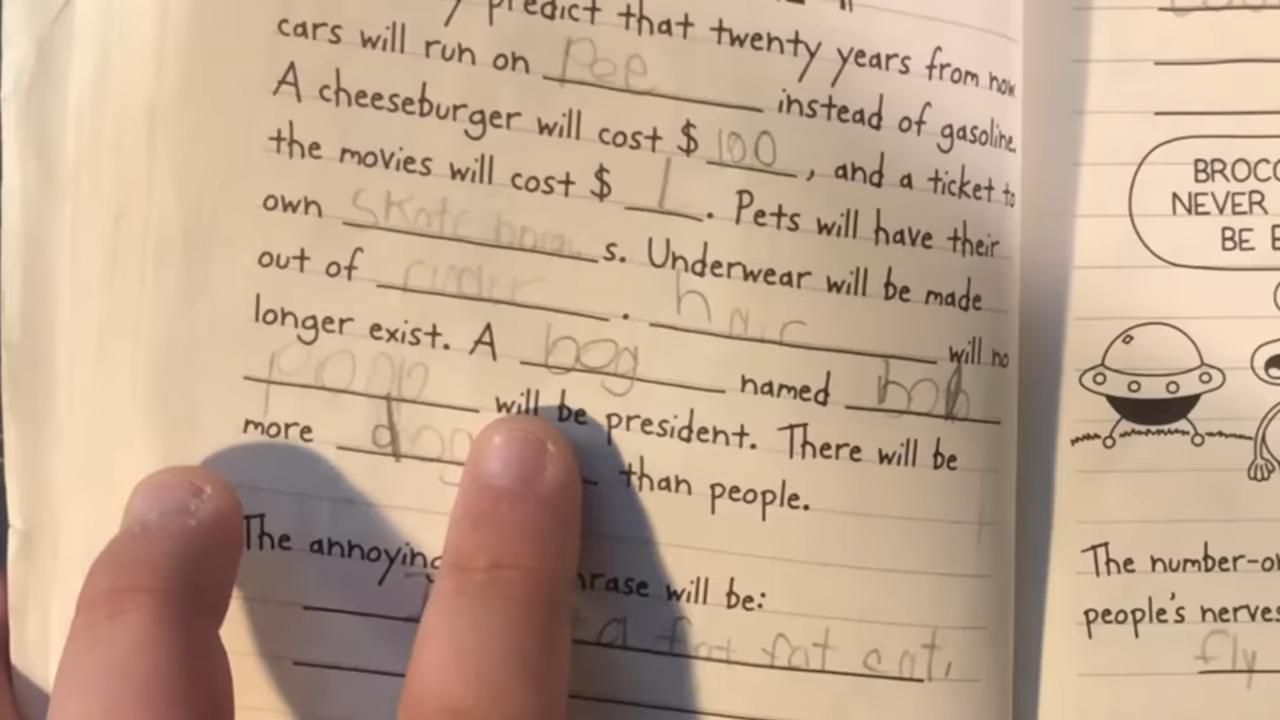 predict that twenty years from now
cars will run on Pee instead of gasoline.
A cheeseburger will cost $ 100, and a ticket to
the movies will cost $ 1. Pets will have their
own Skate s. Underwear will be made
out of . hair will no
longer exist. A bog named bob
poop will be president. There will be
more dog than people.
The annoying phrase will be:
a fat fat cat.
BROCC
NEVER
BE E
The number-on
people's nerves
fly